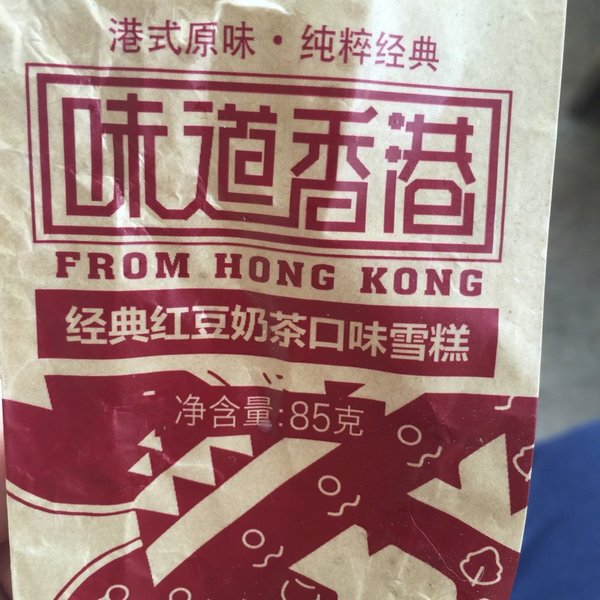 港式原味·纯粹经典
味道香港
FROM HONG KONG
经典红豆奶茶口味雪糕
净含量:85克